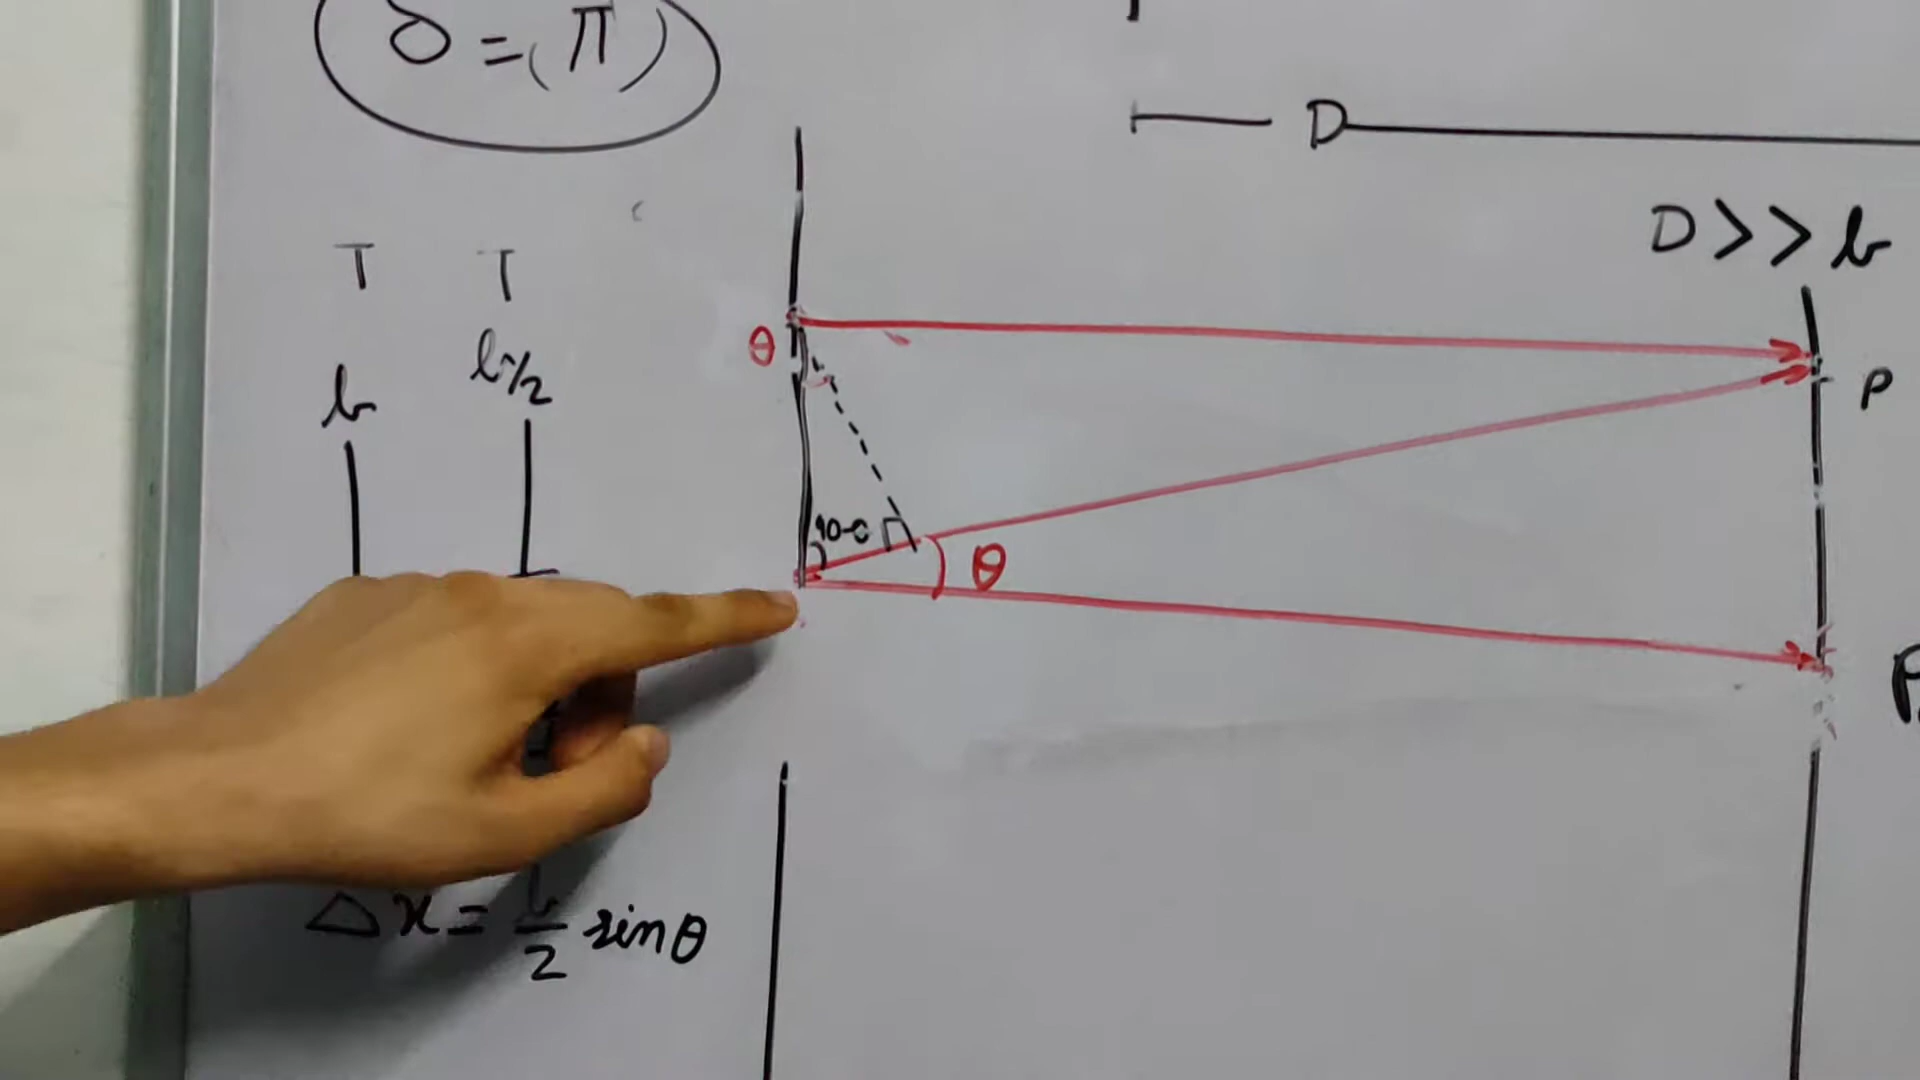 δ = (π)
D
D >> b
T T
b b/2
θ
P
90-θ
θ
P
Δx = b/2 sinθ